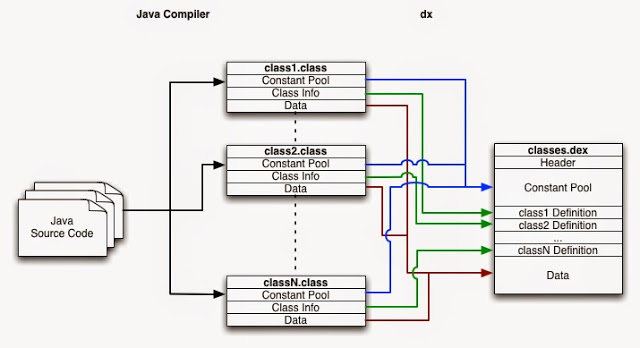 Java Compiler
dx
Java
Source Code
class1.class
Constant Pool
Class Info
Data
class2.class
Constant Pool
Class Info
Data
classN.class
Constant Pool
Class Info
Data
classes.dex
Header
Constant Pool
class1 Definition
class2 Definition
...
classN Definition
Data